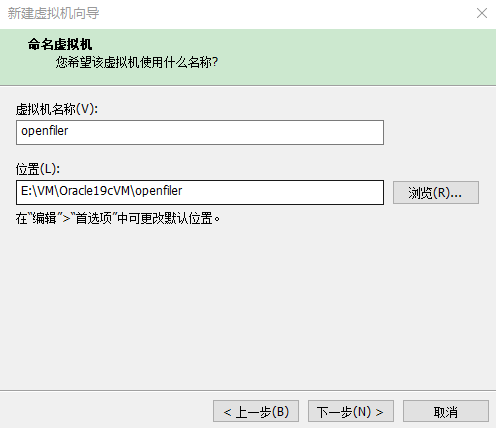 新建虚拟机向导
命名虚拟机
您希望该虚拟机使用什么名称?
虚拟机名称(V):
openfiler
位置(L):
E:\VM\Oracle19cVM\openfiler
浏览(R)...
在"编辑">"首选项"中可更改默认位置。
< 上一步(B)
下一步(N) >
取消